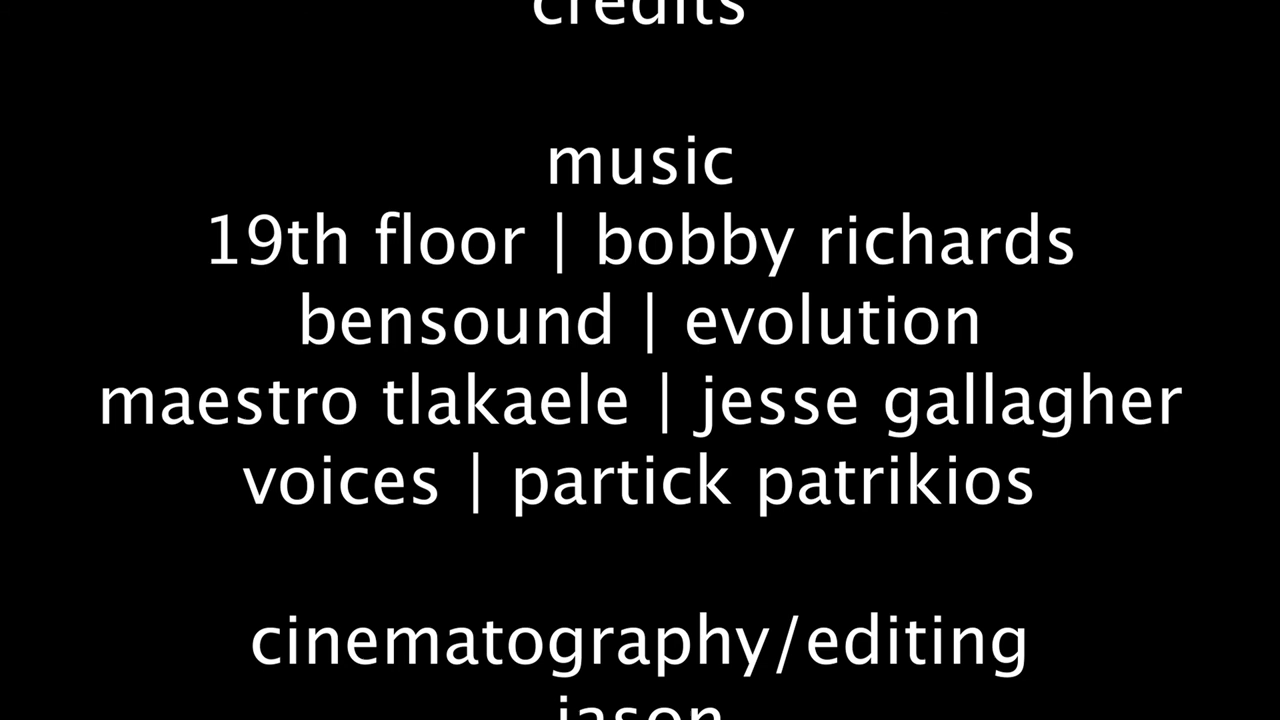 credits
music
19th floor | bobby richards
bensound | evolution
maestro tlakaele | jesse gallagher
voices | partick patrikios
cinematography/editing
jason